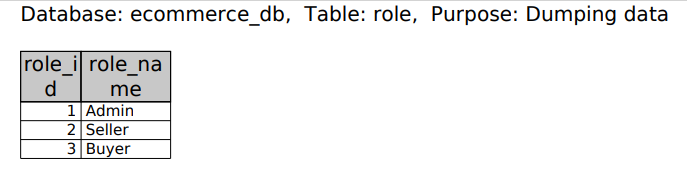 Database: ecommerce_db, Table: role, Purpose: Dumping data
role_i role_na
d me
1 Admin
2 Seller
3 Buyer